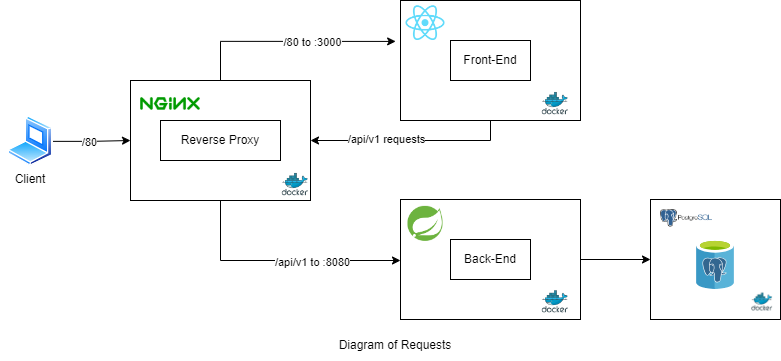 /80 to :3000
Front-End
docker
NGINX
Reverse Proxy
docker
/80
Client
/api/v1 requests
/api/v1 to :8080
Back-End
docker
PostgreSQL
docker
Diagram of Requests